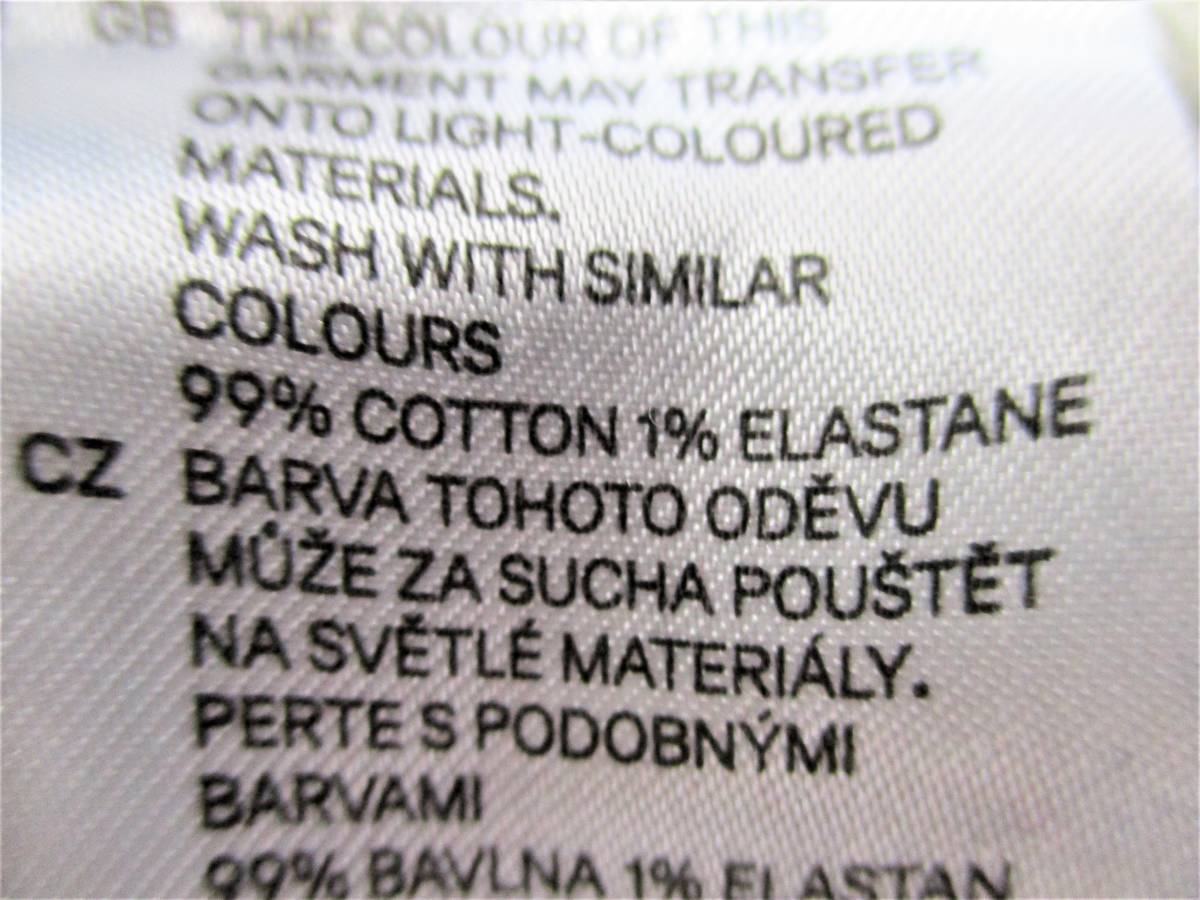 GB THE COLOUR OF THIS
GARMENT MAY TRANSFER
ONTO LIGHT-COLOURED
MATERIALS.
WASH WITH SIMILAR
COLOURS
99% COTTON 1% ELASTANE
CZ BARVA TOHOTO ODĚVU
MŮŽE ZA SUCHA POUŠTĚT
NA SVĚTLÉ MATERIÁLY.
PERTE S PODOBNÝMI
BARVAMI
99% BAVLNA 1% ELASTAN